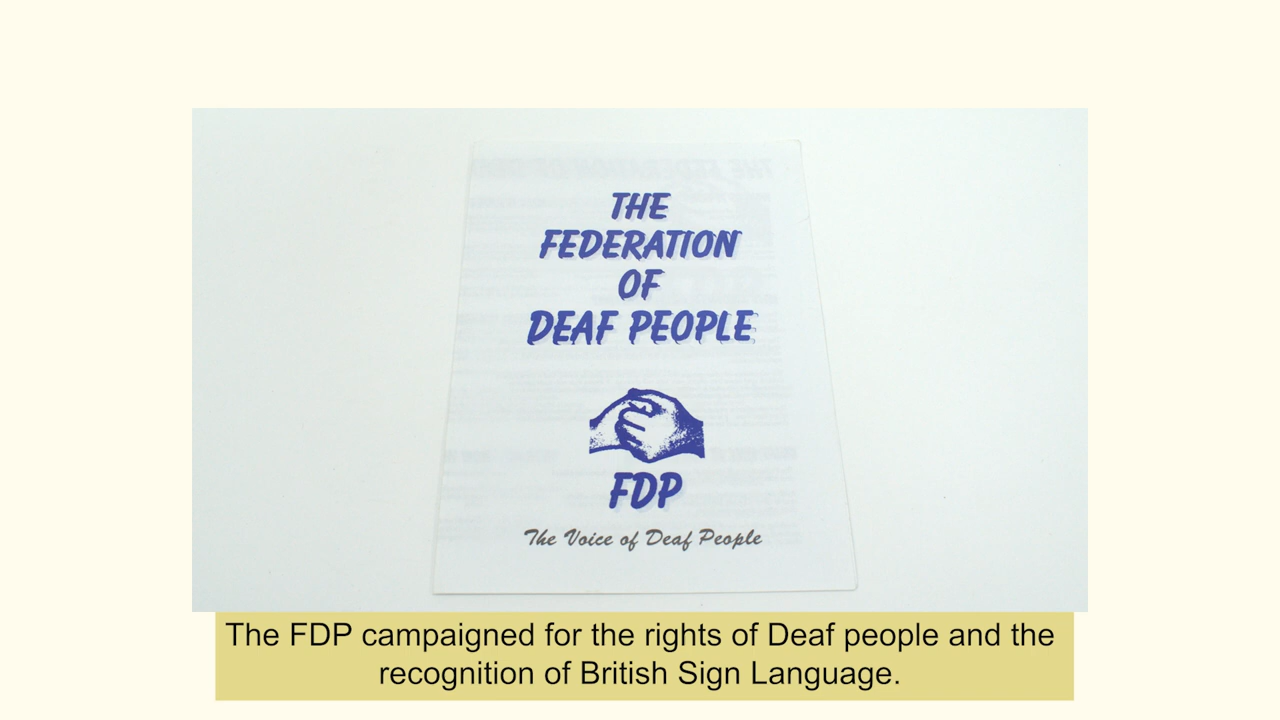 THE
FEDERATION
OF
DEAF PEOPLE
FDP
The Voice of Deaf People
The FDP campaigned for the rights of Deaf people and the
recognition of British Sign Language.